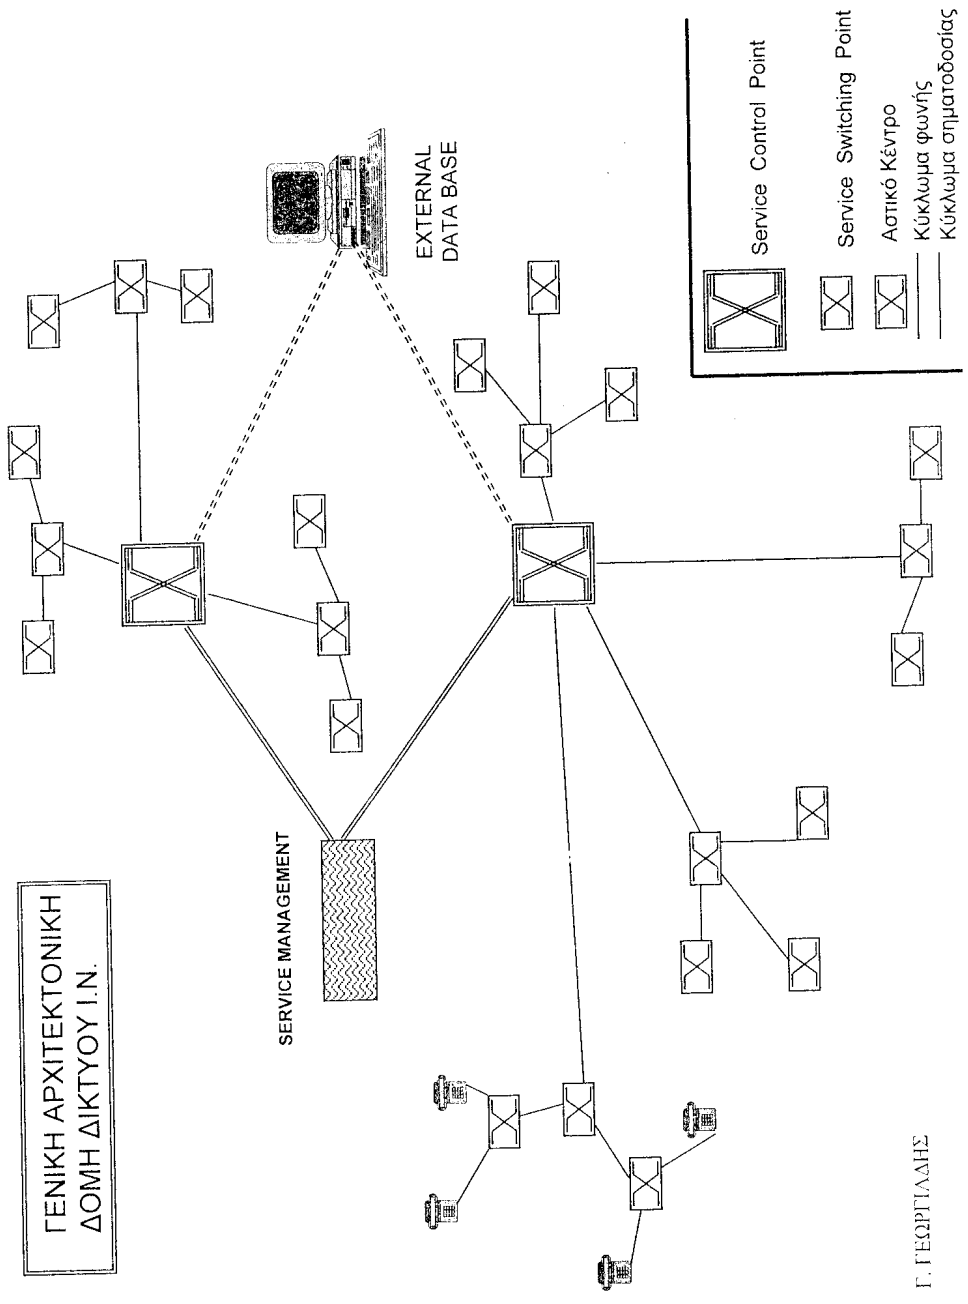 ΓΕΝΙΚΗ ΑΡΧΙΤΕΚΤΟΝΙΚΗ
ΔΟΜΗ ΔΙΚΤΥΟΥ Ι.Ν.
SERVICE MANAGEMENT
EXTERNAL
DATA BASE
Service Control Point
Service Switching Point
Αστικό Κέντρο
Κύκλωμα φωνής
Κύκλωμα σηματοδοσίας
Γ. ΓΕΩΡΓΙΑΔΗΣ